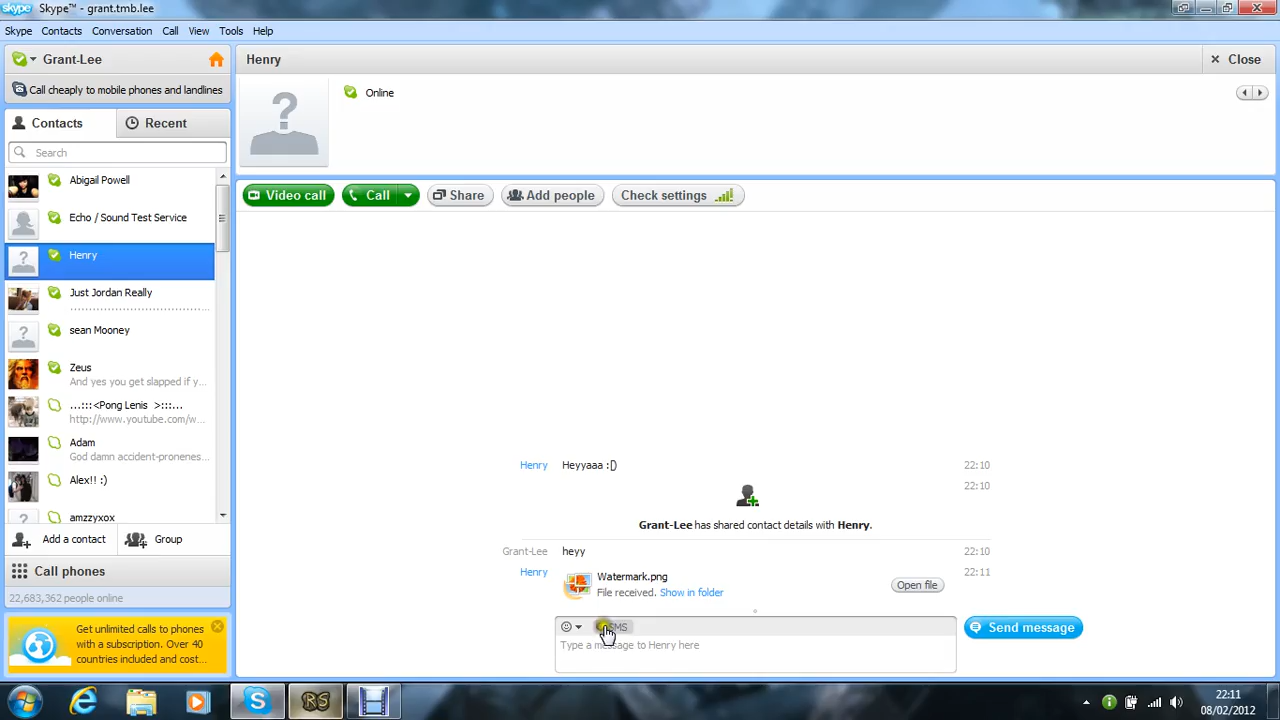 Skype™ - grant.tmb.lee
Skype Contacts Conversation Call View Tools Help
Grant-Lee
Call cheaply to mobile phones and landlines
Contacts
Recent
Search
Abigail Powell
Echo / Sound Test Service
Henry
Just Jordan Really
sean Mooney
Zeus
And yes you get slapped if y...
...:::<Pong Lenis >:::...
http://www.youtube.com/w...
Adam
God damn accident-pronenes...
Alex!! :)
amzzyxox
Add a contact
Group
Call phones
22,683,362 people online
Get unlimited calls to phones
with a subscription. Over 40
countries included and cost...
Henry
Close
Online
Video call
Call
Share
Add people
Check settings
Henry Heyyaaa :[) 22:10
22:10
Grant-Lee has shared contact details with Henry.
Grant-Lee heyy 22:10
Henry Watermark.png 22:11
File received. Show in folder
Open file
SMS
Type a message to Henry here
Send message
22:11
08/02/2012